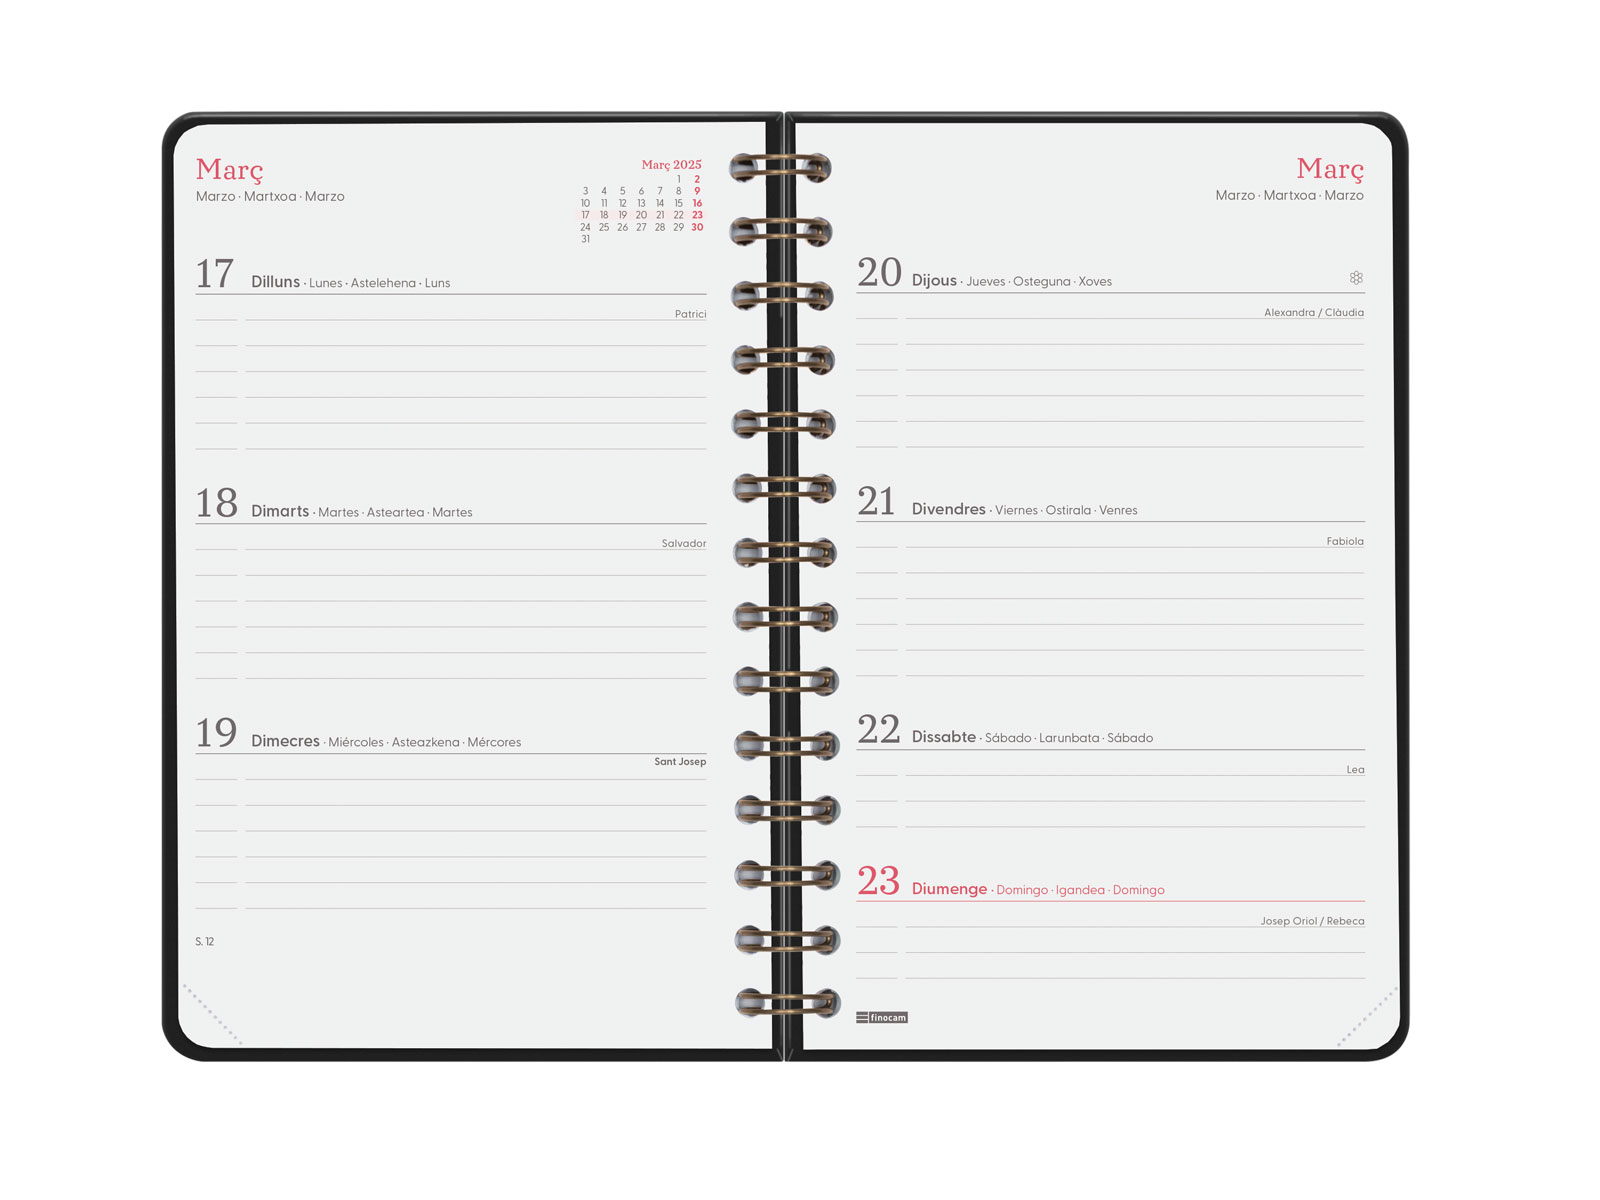 Març
Marzo · Martxoa · Marzo
Març 2025
1 2
3 4 5 6 7 8 9
10 11 12 13 14 15 16
17 18 19 20 21 22 23
24 25 26 27 28 29 30
31
17 Dilluns · Lunes · Astelehena · Luns
Patrici
18 Dimarts · Martes · Asteartea · Martes
Salvador
19 Dimecres · Miércoles · Asteazkena · Mércores
Sant Josep
S. 12
Març
Marzo · Martxoa · Marzo
20 Dijous · Jueves · Osteguna · Xoves
Alexandra / Clàudia
21 Divendres · Viernes · Ostirala · Venres
Fabiola
22 Dissabte · Sábado · Larunbata · Sábado
Lea
23 Diumenge · Domingo · Igandea · Domingo
Josep Oriol / Rebeca
finocam